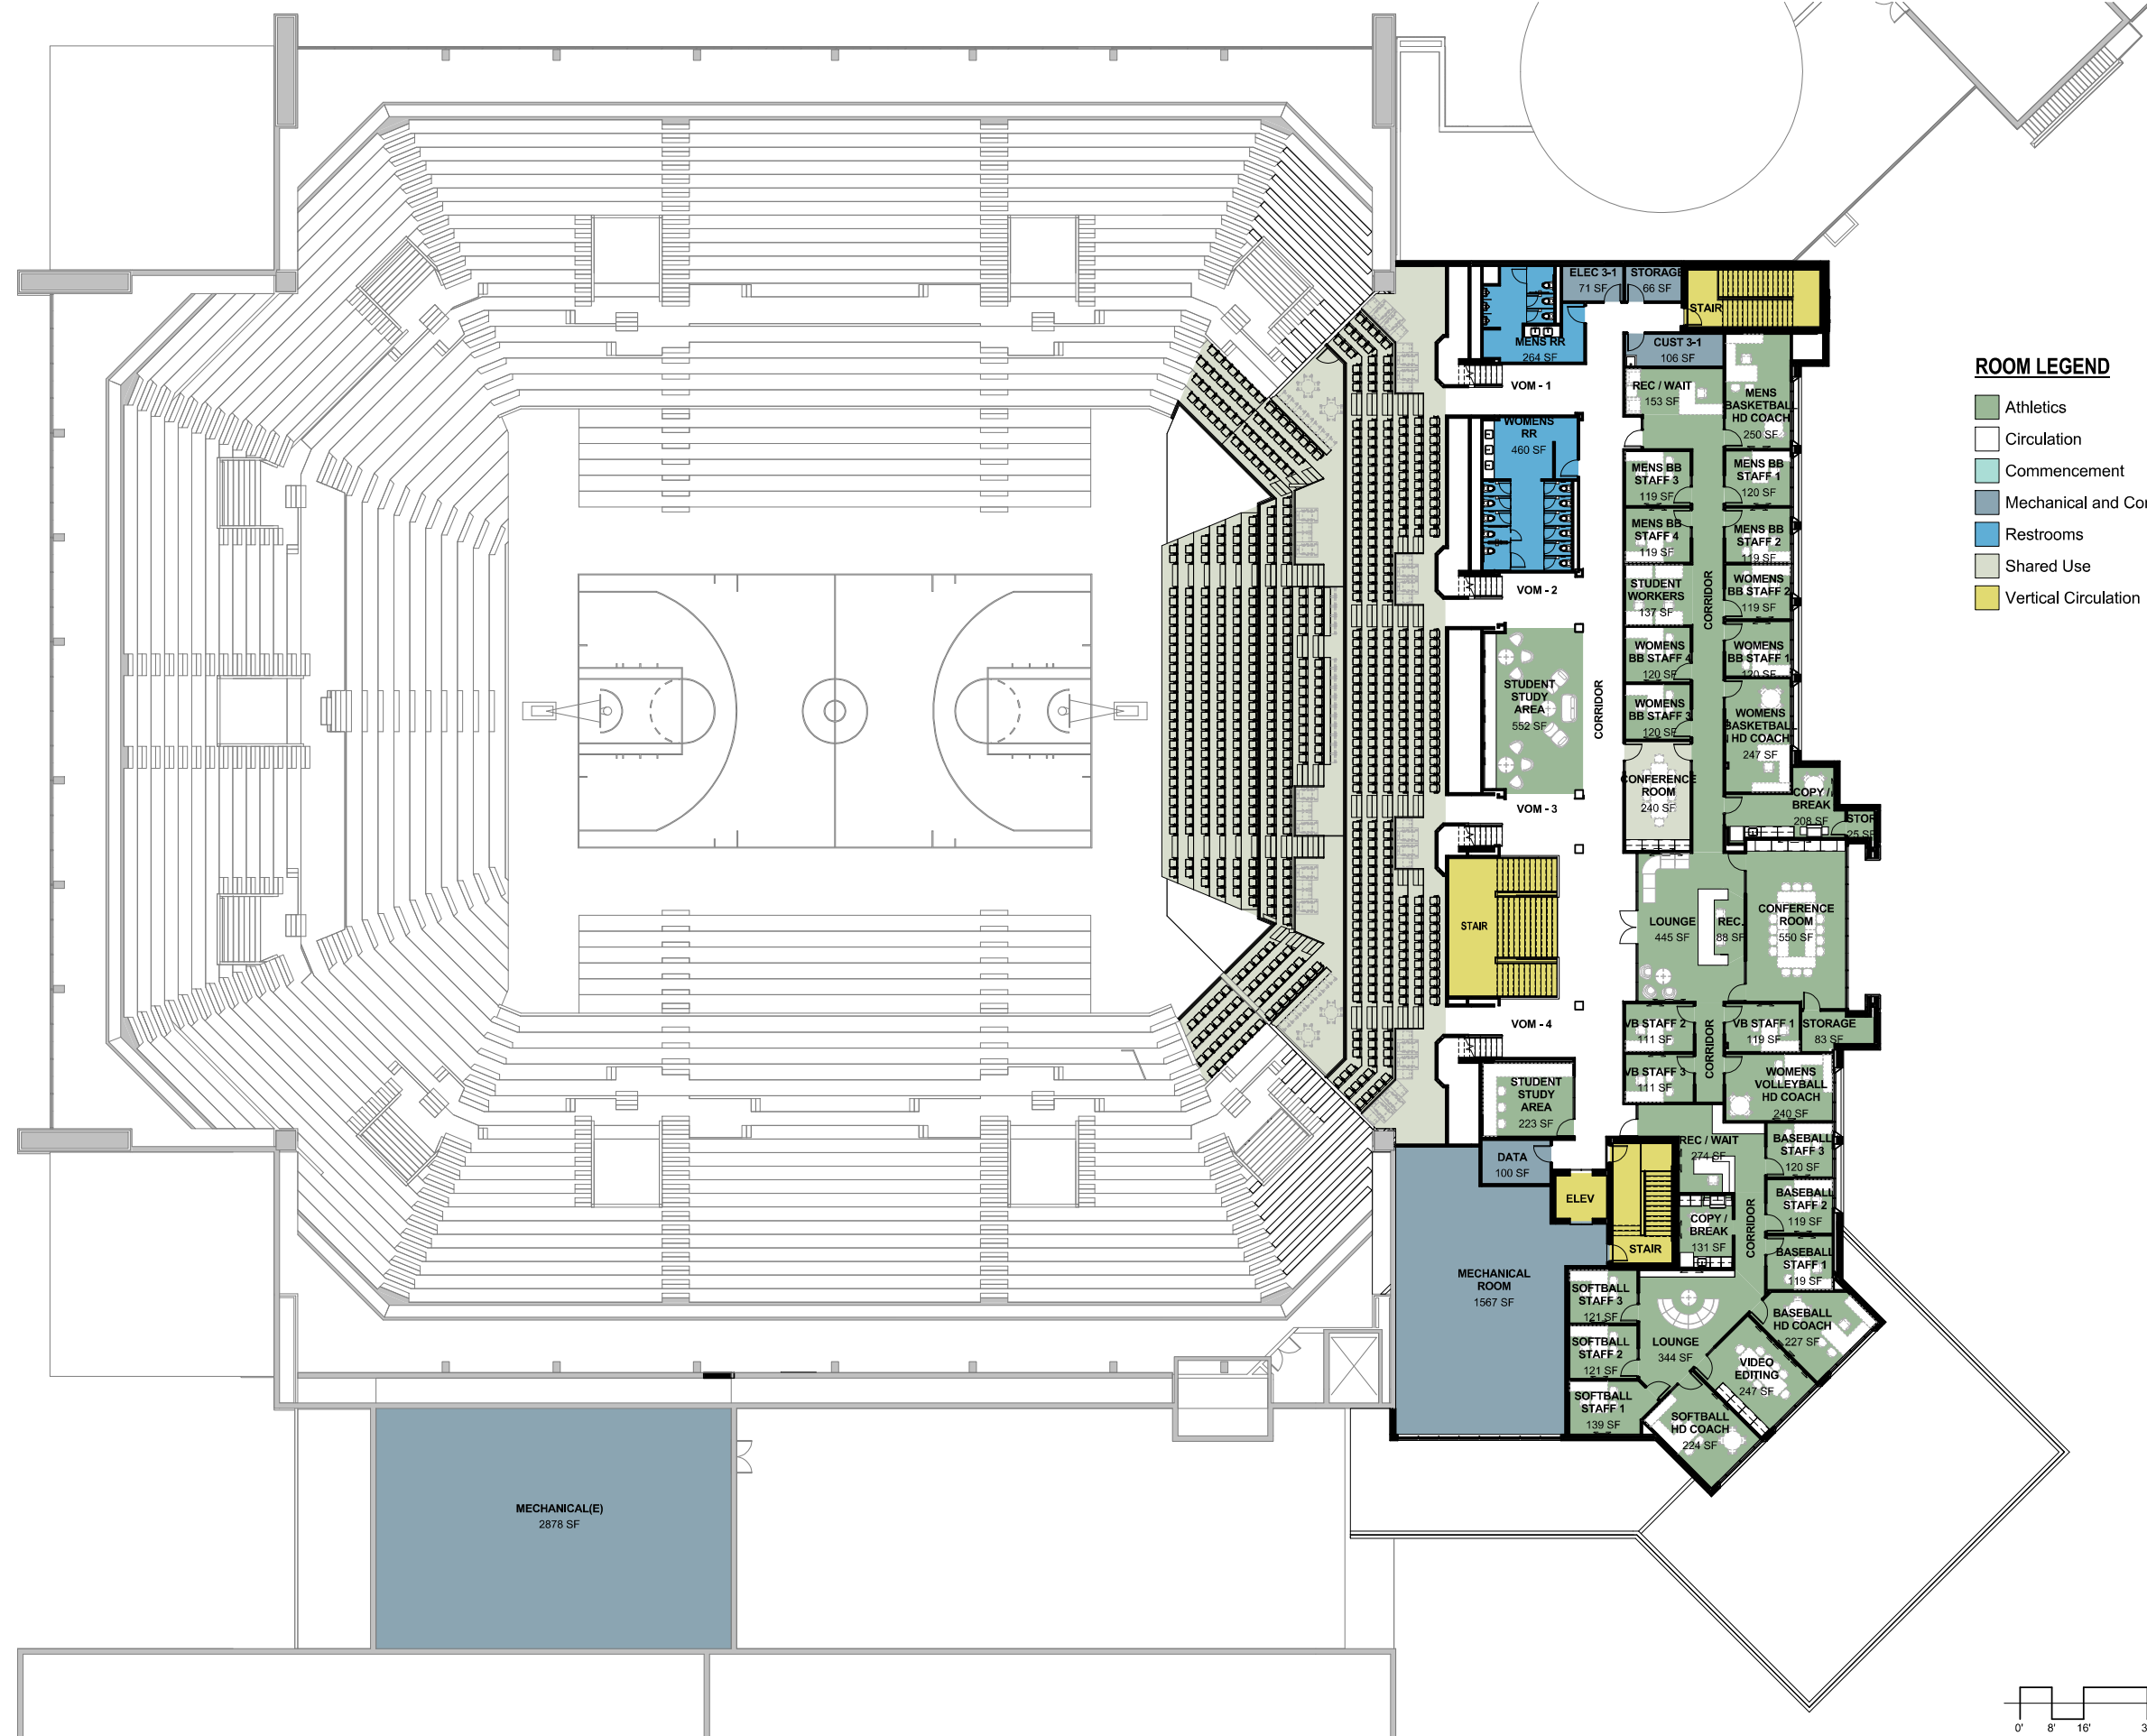 ELEC 3-1
71 SF
STORAGE
66 SF
STAIR
MENS RR
264 SF
CUST 3-1
106 SF
VOM - 1
REC / WAIT
153 SF
MENS
BASKETBAL
HD COACH
250 SF
ROOM LEGEND
Athletics
Circulation
Commencement
Mechanical and Cor
Restrooms
Shared Use
Vertical Circulation
WOMENS
RR
460 SF
MENS BB
STAFF 3
119 SF
MENS BB
STAFF 1
120 SF
MENS BB
STAFF 4
119 SF
MENS BB
STAFF 2
119 SF
VOM - 2
STUDENT
WORKERS
137 SF
CORRIDOR
WOMENS
BB STAFF 2
119 SF
WOMENS
BB STAFF 4
120 SF
WOMENS
BB STAFF 1
120 SF
STUDENT
STUDY
AREA
552 SF
CORRIDOR
WOMENS
BB STAFF 3
120 SF
WOMENS
BASKETBAL
HD COACH
247 SF
CONFERENCE
ROOM
240 SF
VOM - 3
COPY /
BREAK
208 SF
STOR
25 SF
STAIR
LOUNGE
445 SF
REC.
88 SF
CONFERENCE
ROOM
550 SF
VOM - 4
VB STAFF 2
111 SF
CORRIDOR
VB STAFF 1
119 SF
STORAGE
83 SF
VB STAFF 3
111 SF
WOMENS
VOLLEYBALL
HD COACH
240 SF
STUDENT
STUDY
AREA
223 SF
REC / WAIT
274 SF
BASEBALL
STAFF 3
120 SF
DATA
100 SF
ELEV
BASEBALL
STAFF 2
119 SF
COPY /
BREAK
131 SF
CORRIDOR
STAIR
BASEBALL
STAFF 1
119 SF
MECHANICAL
ROOM
1567 SF
SOFTBALL
STAFF 3
121 SF
BASEBALL
HD COACH
227 SF
SOFTBALL
STAFF 2
121 SF
LOUNGE
344 SF
VIDEO
EDITING
247 SF
SOFTBALL
STAFF 1
139 SF
SOFTBALL
HD COACH
224 SF
MECHANICAL(E)
2878 SF
0' 8' 16' 3